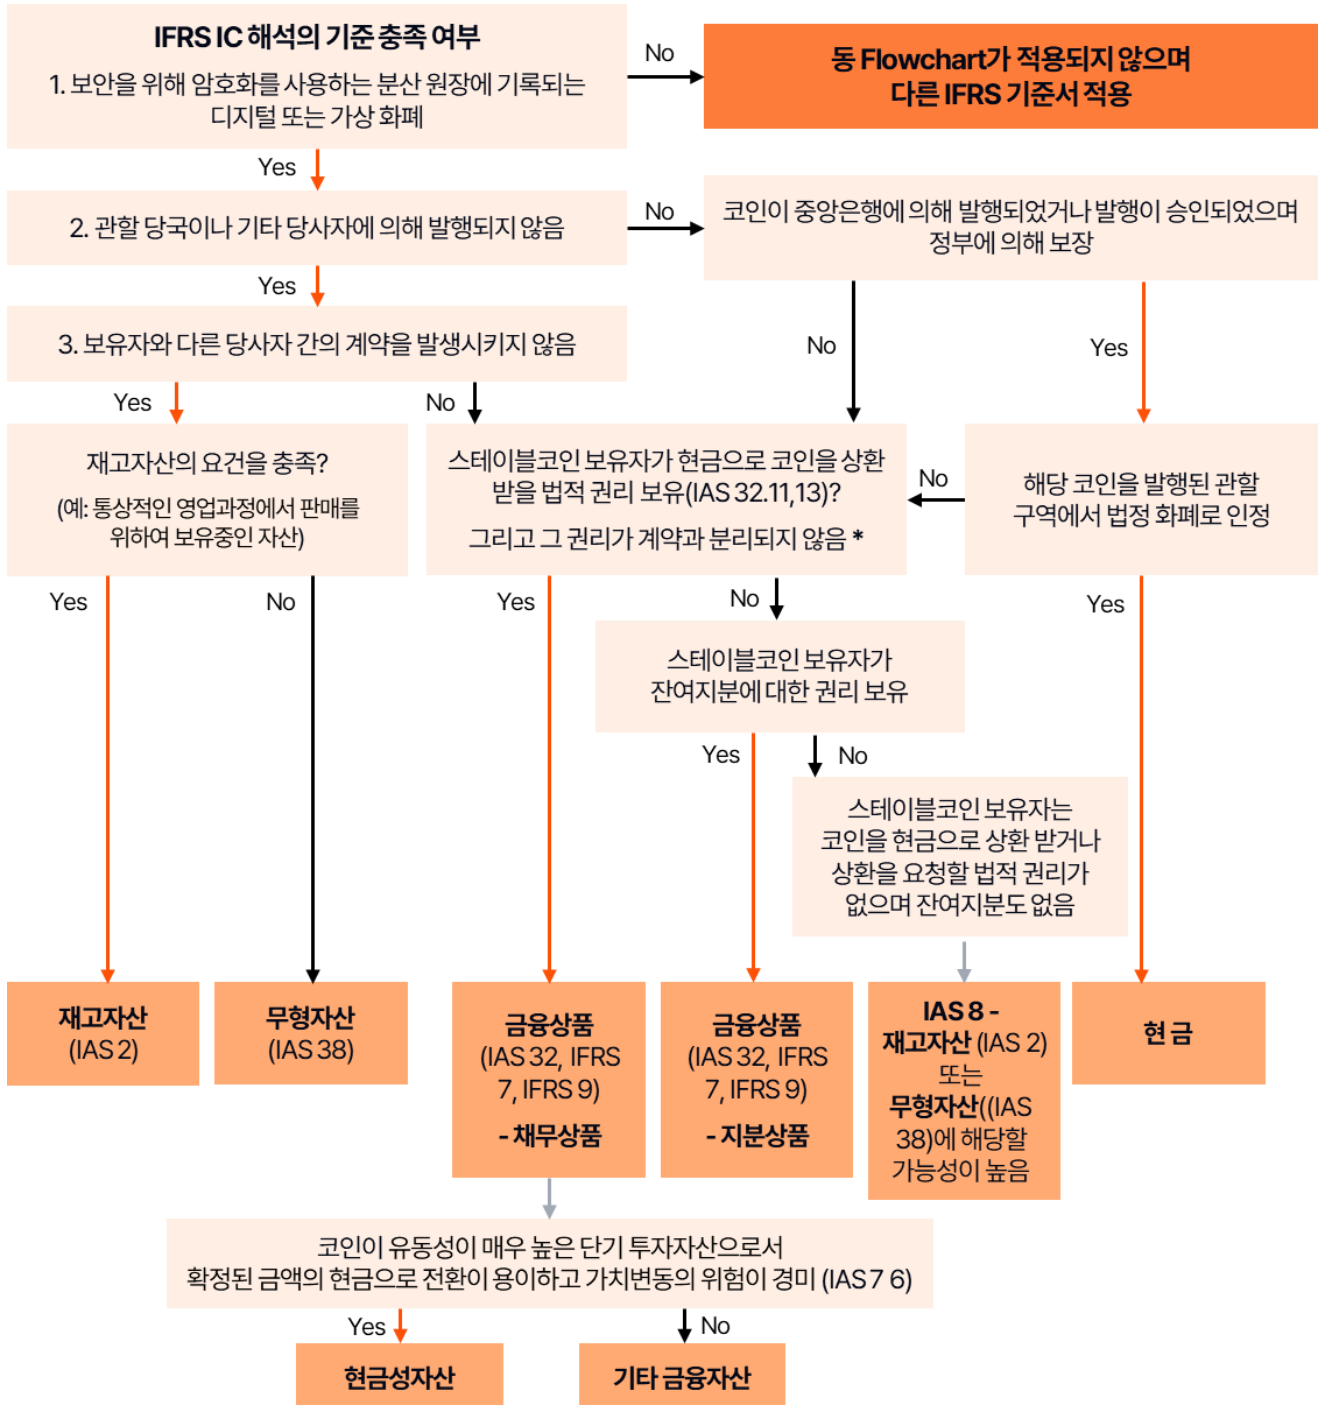 IFRS IC 해석의 기준 충족 여부
1. 보안을 위해 암호화를 사용하는 분산 원장에 기록되는
디지털 또는 가상 화폐
No
동 Flowchart가 적용되지 않으며
다른 IFRS 기준서 적용
Yes
2. 관할 당국이나 기타 당사자에 의해 발행되지 않음
No
코인이 중앙은행에 의해 발행되었거나 발행이 승인되었으며
정부에 의해 보장
Yes
3. 보유자와 다른 당사자 간의 계약을 발생시키지 않음
No
Yes
Yes
No
재고자산의 요건을 충족?
(예: 통상적인 영업과정에서 판매를
위하여 보유중인 자산)
스테이블코인 보유자가 현금으로 코인을 상환
받을 법적 권리 보유(IAS 32.11,13)?
그리고 그 권리가 계약과 분리되지 않음 *
No
해당 코인을 발행된 관할
구역에서 법정 화폐로 인정
Yes
No
Yes
No
Yes
스테이블코인 보유자가
잔여지분에 대한 권리 보유
Yes
No
스테이블코인 보유자는
코인을 현금으로 상환 받거나
상환을 요청할 법적 권리가
없으며 잔여지분도 없음
재고자산
(IAS 2)
무형자산
(IAS 38)
금융상품
(IAS 32, IFRS
7, IFRS 9)
- 채무상품
금융상품
(IAS 32, IFRS
7, IFRS 9)
- 지분상품
IAS 8 -
재고자산 (IAS 2)
또는
무형자산((IAS
38)에 해당할
가능성이 높음
현 금
코인이 유동성이 매우 높은 단기 투자자산으로서
확정된 금액의 현금으로 전환이 용이하고 가치변동의 위험이 경미 (IAS 7 6)
Yes
No
현금성자산
기타 금융자산